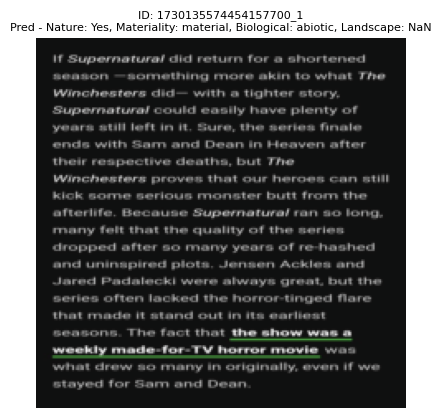 ID: 1730135574454157700_1
Pred - Nature: Yes, Materiality: material, Biological: abiotic, Landscape: NaN
If Supernatural did return for a shortened
season —something more akin to what The
Winchesters did— with a tighter story,
Supernatural could easily have plenty of
years still left in it. Sure, the series finale
ends with Sam and Dean in Heaven after
their respective deaths, but The
Winchesters proves that our heroes can still
kick some serious monster butt from the
afterlife. Because Supernatural ran so long,
many felt that the quality of the series
dropped after so many years of re-hashed
and uninspired plots. Jensen Ackles and
Jared Padalecki were always great, but the
series often lacked the horror-tinged flare
that made it stand out in its earliest
seasons. The fact that the show was a
weekly made-for-TV horror movie was
what drew so many in originally, even if we
stayed for Sam and Dean.